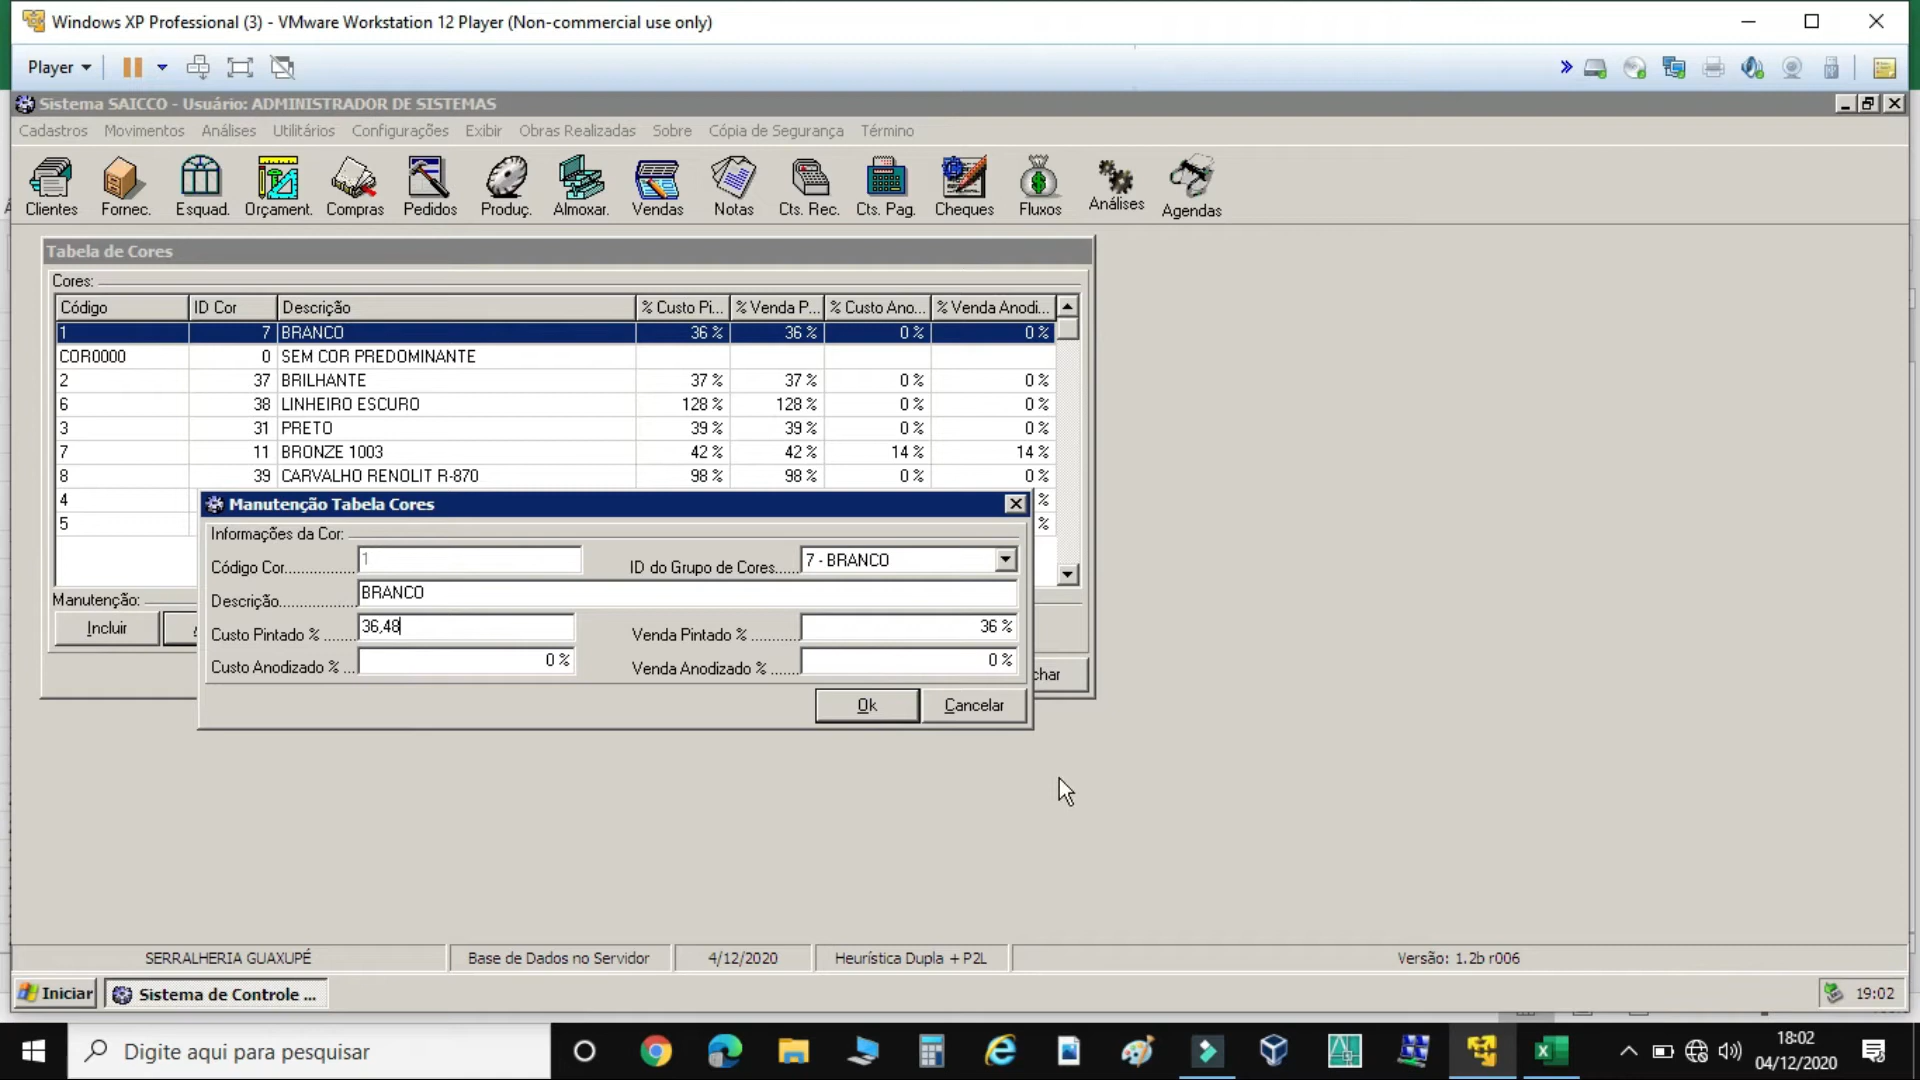 Windows XP Professional (3) - VMware Workstation 12 Player (Non-commercial use only)
Player
Sistema SAICCO - Usuário: ADMINISTRADOR DE SISTEMAS
Cadastros Movimentos Análises Utilitários Configurações Exibir Obras Realizadas Sobre Cópia de Segurança Término
Clientes Fornec. Esquad. Orçament. Compras Pedidos Produç. Almoxar. Vendas Notas Cts. Rec. Cts. Pag. Cheques Fluxos Análises Agendas
Tabela de Cores
Cores:
Código ID Cor Descrição % Custo Pi... % Venda P... % Custo Ano... % Venda Anodi...
1 7 BRANCO 36 % 36 % 0 % 0 %
COR0000 0 SEM COR PREDOMINANTE
2 37 BRILHANTE 37 % 37 % 0 % 0 %
6 38 LINHEIRO ESCURO 128 % 128 % 0 % 0 %
3 31 PRETO 39 % 39 % 0 % 0 %
7 11 BRONZE 1003 42 % 42 % 14 % 14 %
8 39 CARVALHO RENOLIT R-870 98 % 98 % 0 % 0 %
4 %
5 %
Manutenção Tabela Cores
Informações da Cor:
Código Cor............... 1 ID do Grupo de Cores...... 7 - BRANCO
Descrição................ BRANCO
Custo Pintado % ....... 36,48 Venda Pintado % ........... 36 %
Custo Anodizado % ... 0 % Venda Anodizado % ....... 0 %
Ok Cancelar
Manutenção:
Incluir
char
SERRALHERIA GUAXUPÉ Base de Dados no Servidor 4/12/2020 Heurística Dupla + P2L Versão: 1.2b r006
Iniciar Sistema de Controle ... 19:02
Digite aqui para pesquisar
18:02
04/12/2020